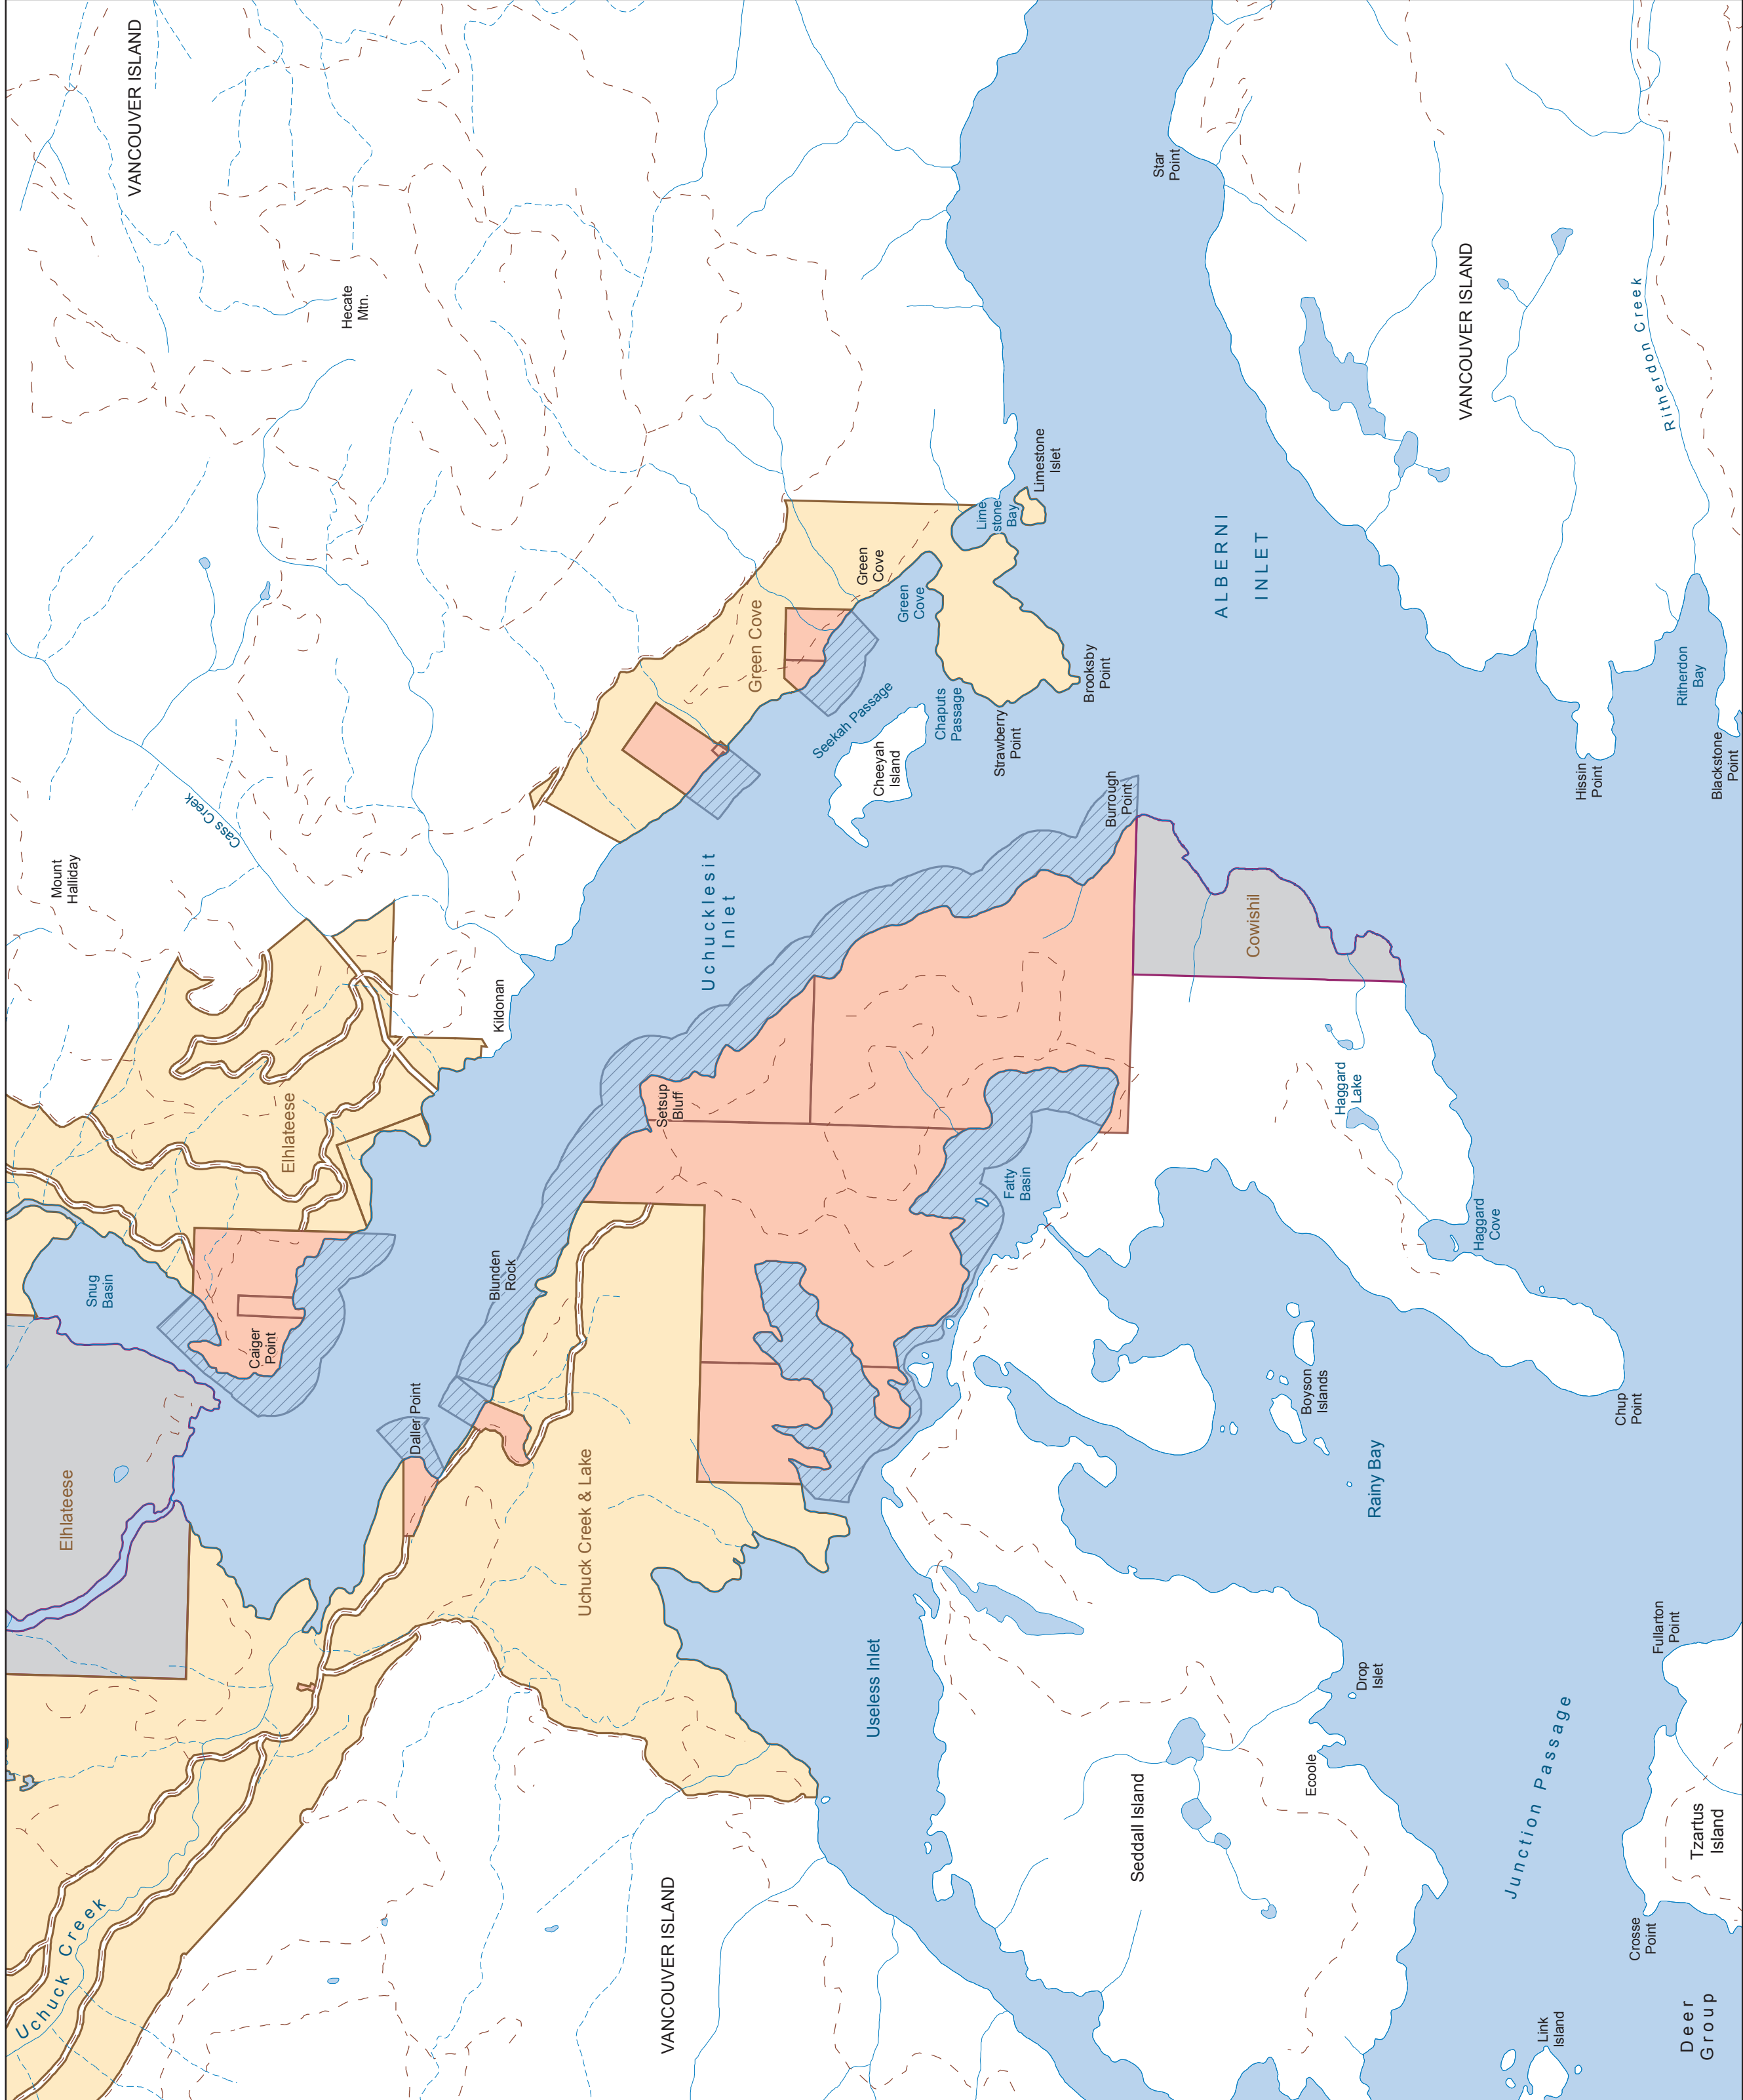 VANCOUVER ISLAND
Hecate
Mtn.
Mount
Halliday
Cass Creek
Elhlateese
Snug
Basin
Elhlateese
Uchuck Creek
Caiger
Point
Daller Point
Kildonan
Blunden
Rock
Uchuck Creek & Lake
Setsup
Bluff
Uchucklesit
Inlet
VANCOUVER ISLAND
Green Cove
Green
Cove
Green
Cove
Seekah Passage
Cheeyah
Island
Chaputs
Passage
Strawberry
Point
Brooksby
Point
Lime
stone
Bay
Limestone
Islet
Burrough
Point
Star
Point
ALBERNI
INLET
Cowishil
Fatty
Basin
Useless Inlet
Haggard
Lake
Haggard
Cove
Boyson
Islands
Rainy Bay
Chup
Point
Drop
Islet
Ecoole
Seddall Island
Junction Passage
VANCOUVER ISLAND
Ritherdon Creek
Ritherdon
Bay
Hissin
Point
Blackstone
Point
Fullarton
Point
Tzartus
Island
Crosse
Point
Link
Island
Deer
Group